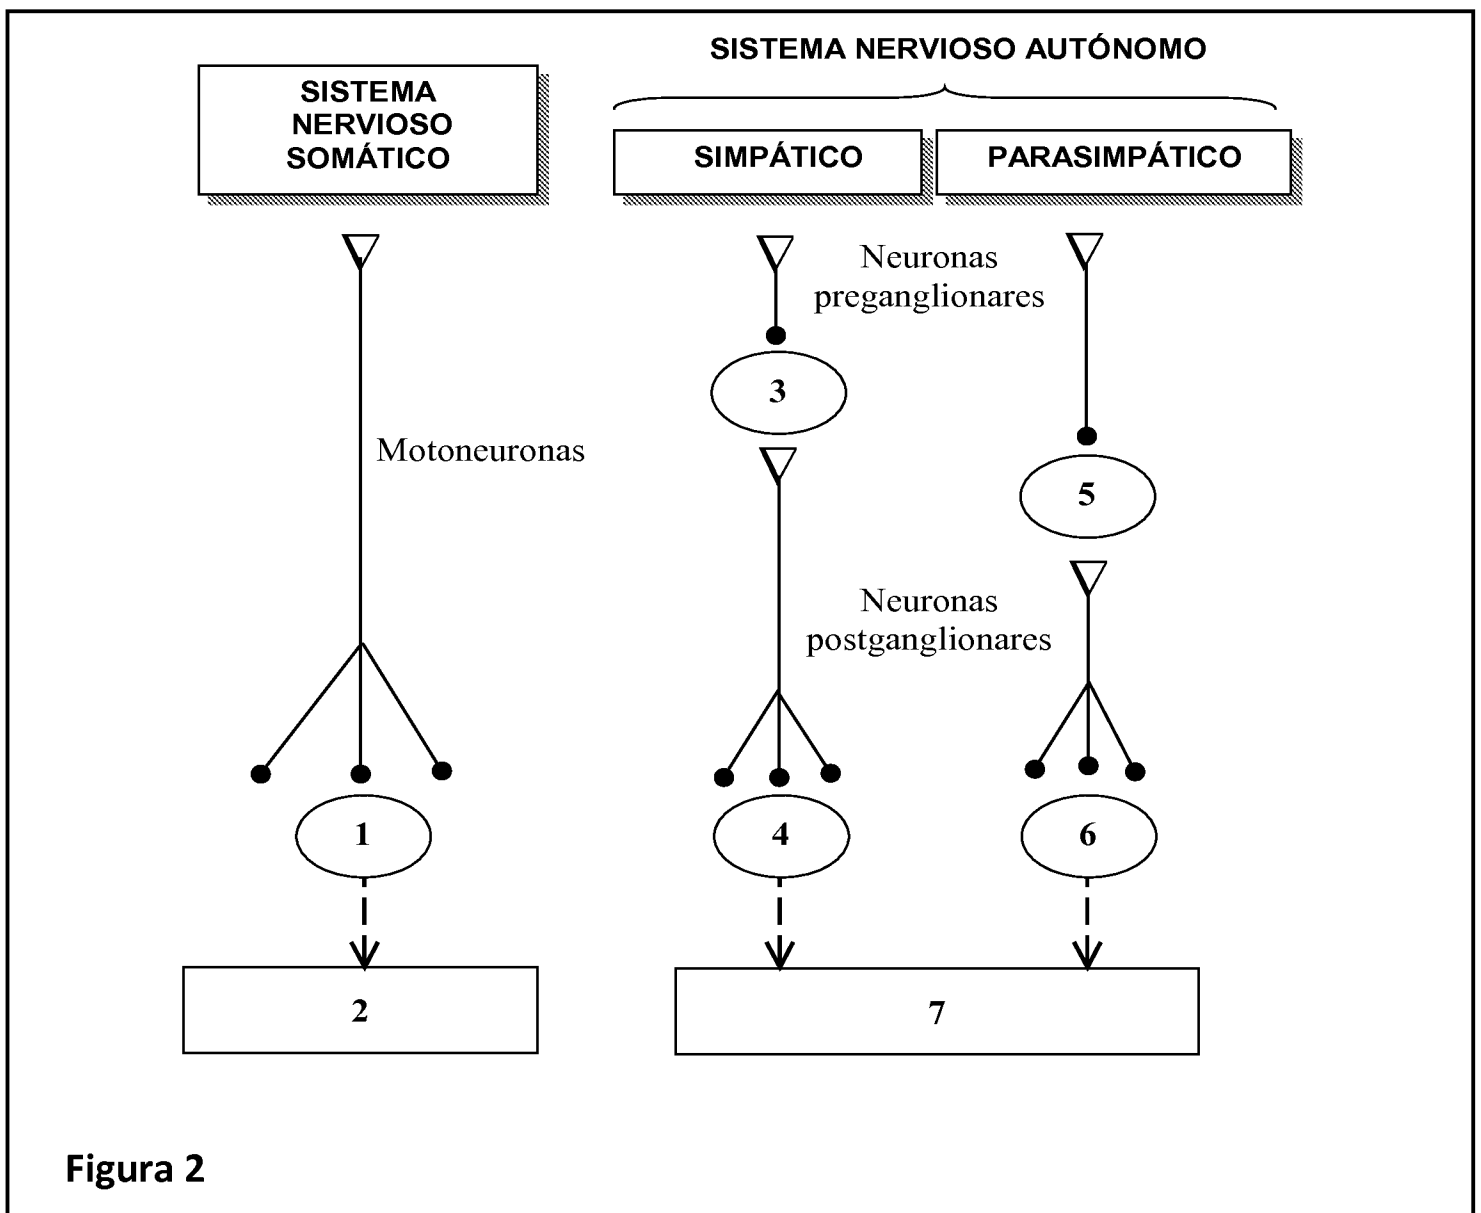 SISTEMA NERVIOSO AUTÓNOMO
SISTEMA
NERVIOSO
SOMÁTICO
SIMPÁTICO
PARASIMPÁTICO
Neuronas
preganglionares
3
Motoneuronas
5
Neuronas
postganglionares
1
4
6
2
7
Figura 2